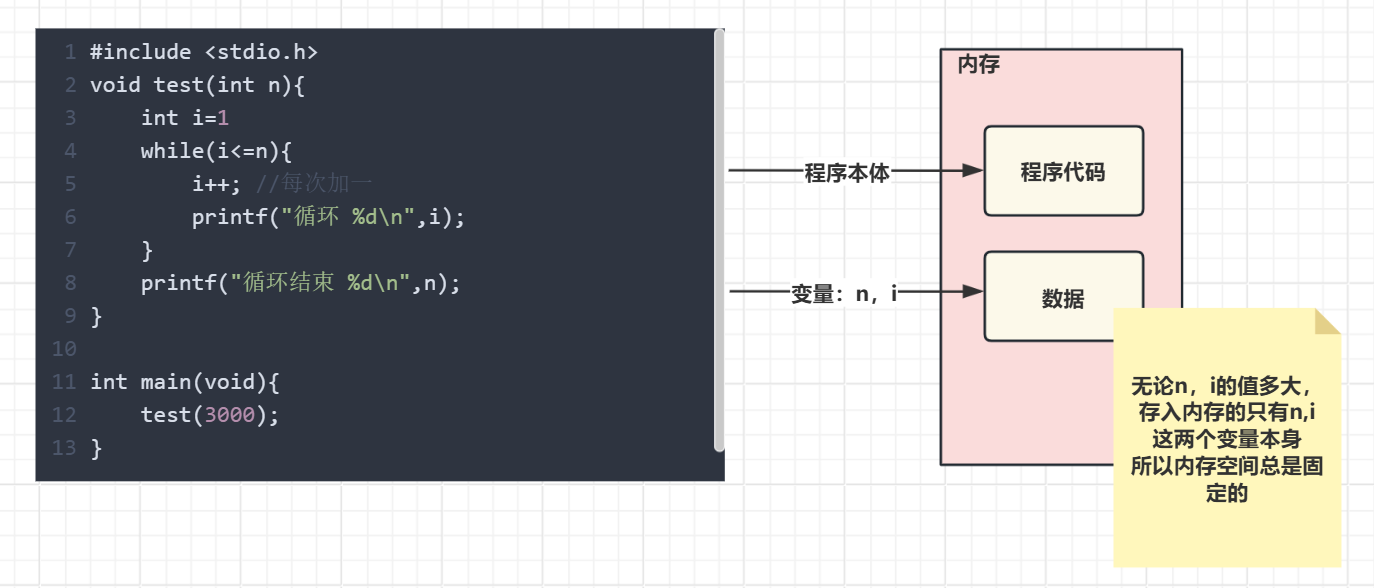 1 #include <stdio.h>
2 void test(int n){
3     int i=1
4     while(i<=n){
5         i++; //每次加一
6         printf("循环 %d\n",i);
7     }
8     printf("循环结束 %d\n",n);
9 }
10
11 int main(void){
12     test(3000);
13 }
程序本体
变量：n，i
内存
程序代码
数据
无论n，i的值多大，
存入内存的只有n,i
这两个变量本身
所以内存空间总是固
定的